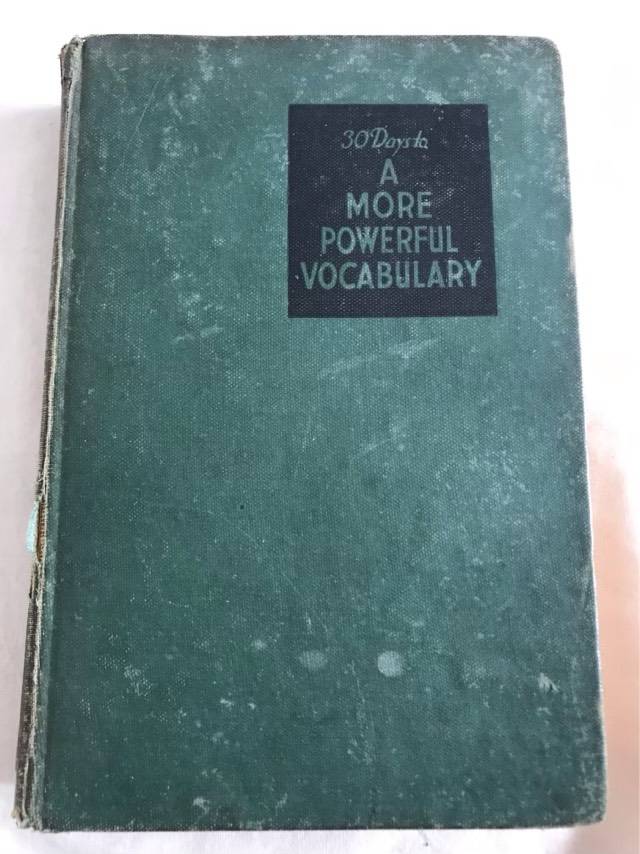 30 Days to
A
MORE
POWERFUL
VOCABULARY